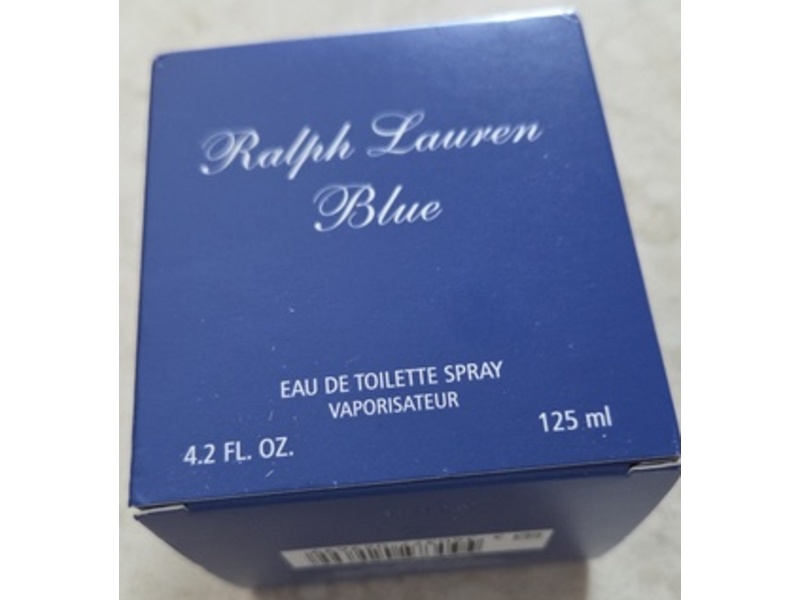 Ralph Lauren
Blue
EAU DE TOILETTE SPRAY
VAPORISATEUR
4.2 FL. OZ.
125 ml